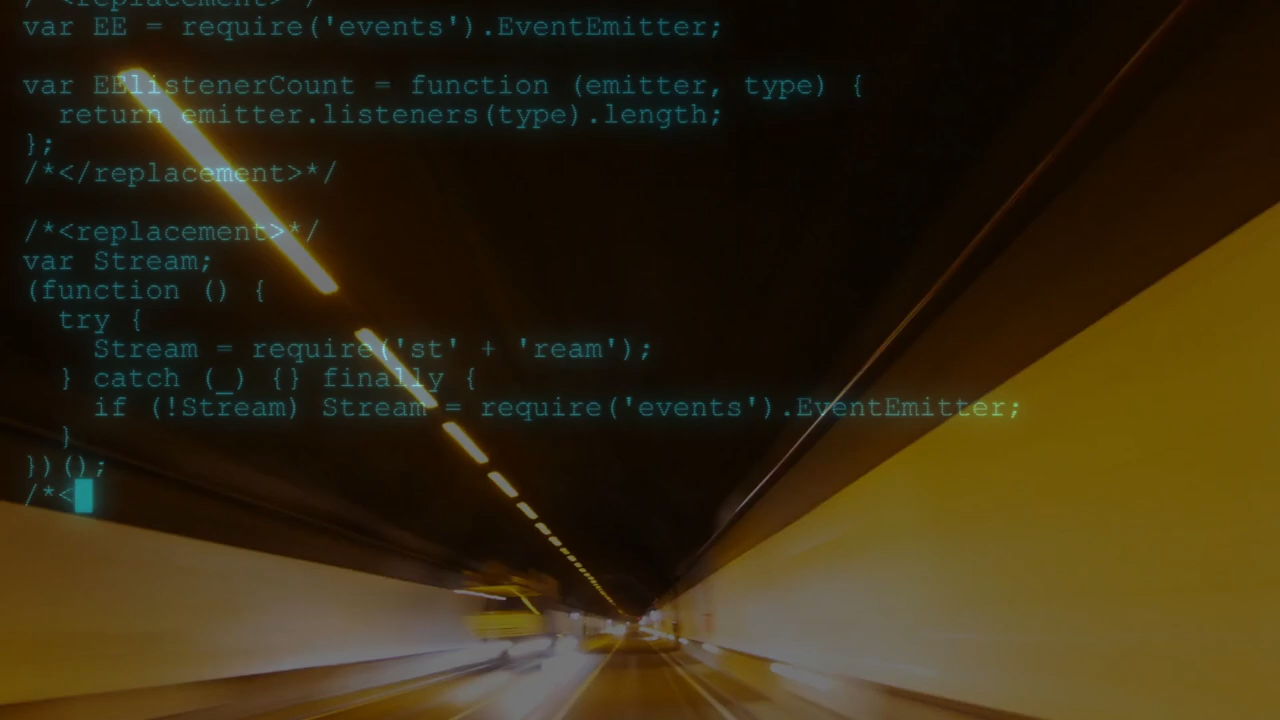 /*<replacement>*/
var EE = require('events').EventEmitter;
var EElistenerCount = function (emitter, type) {
return emitter.listeners(type).length;
};
/*</replacement>*/
/*<replacement>*/
var Stream;
(function () {
try {
Stream = require('st' + 'ream');
} catch (_) {} finally {
if (!Stream) Stream = require('events').EventEmitter;
}
})();
/*<